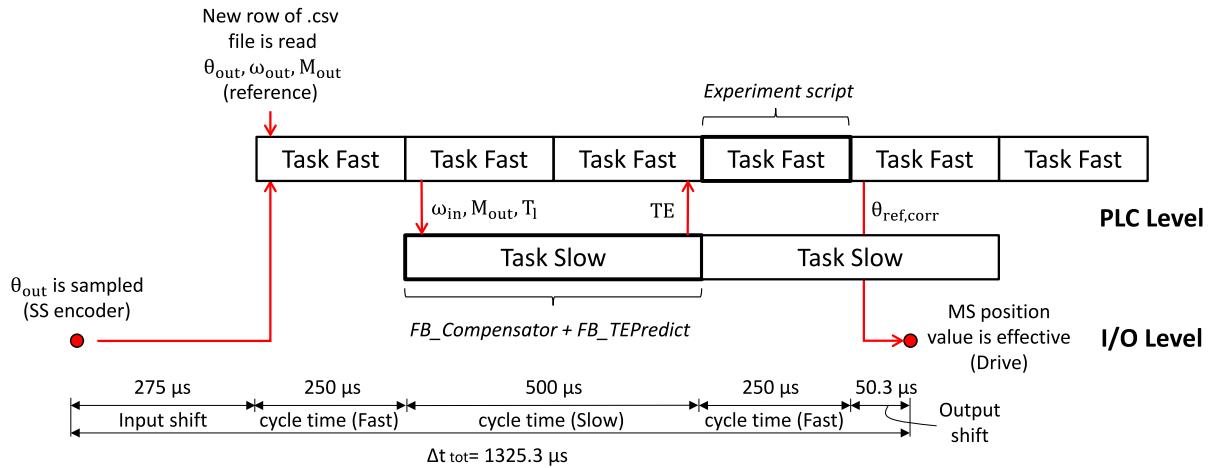 New row of .csv
file is read
θout, ωout, Mout
(reference)
Experiment script
Task Fast
Task Fast
Task Fast
Task Fast
Task Fast
Task Fast
ωin, Mout, Tl
TE
θref,corr
PLC Level
Task Slow
Task Slow
θout is sampled
(SS encoder)
FB_Compensator + FB_TEPredict
MS position
value is effective
(Drive)
I/O Level
275 μs
250 μs
500 μs
250 μs
50.3 μs
Input shift
cycle time (Fast)
cycle time (Slow)
cycle time (Fast)
Output
shift
Δt tot= 1325.3 μs